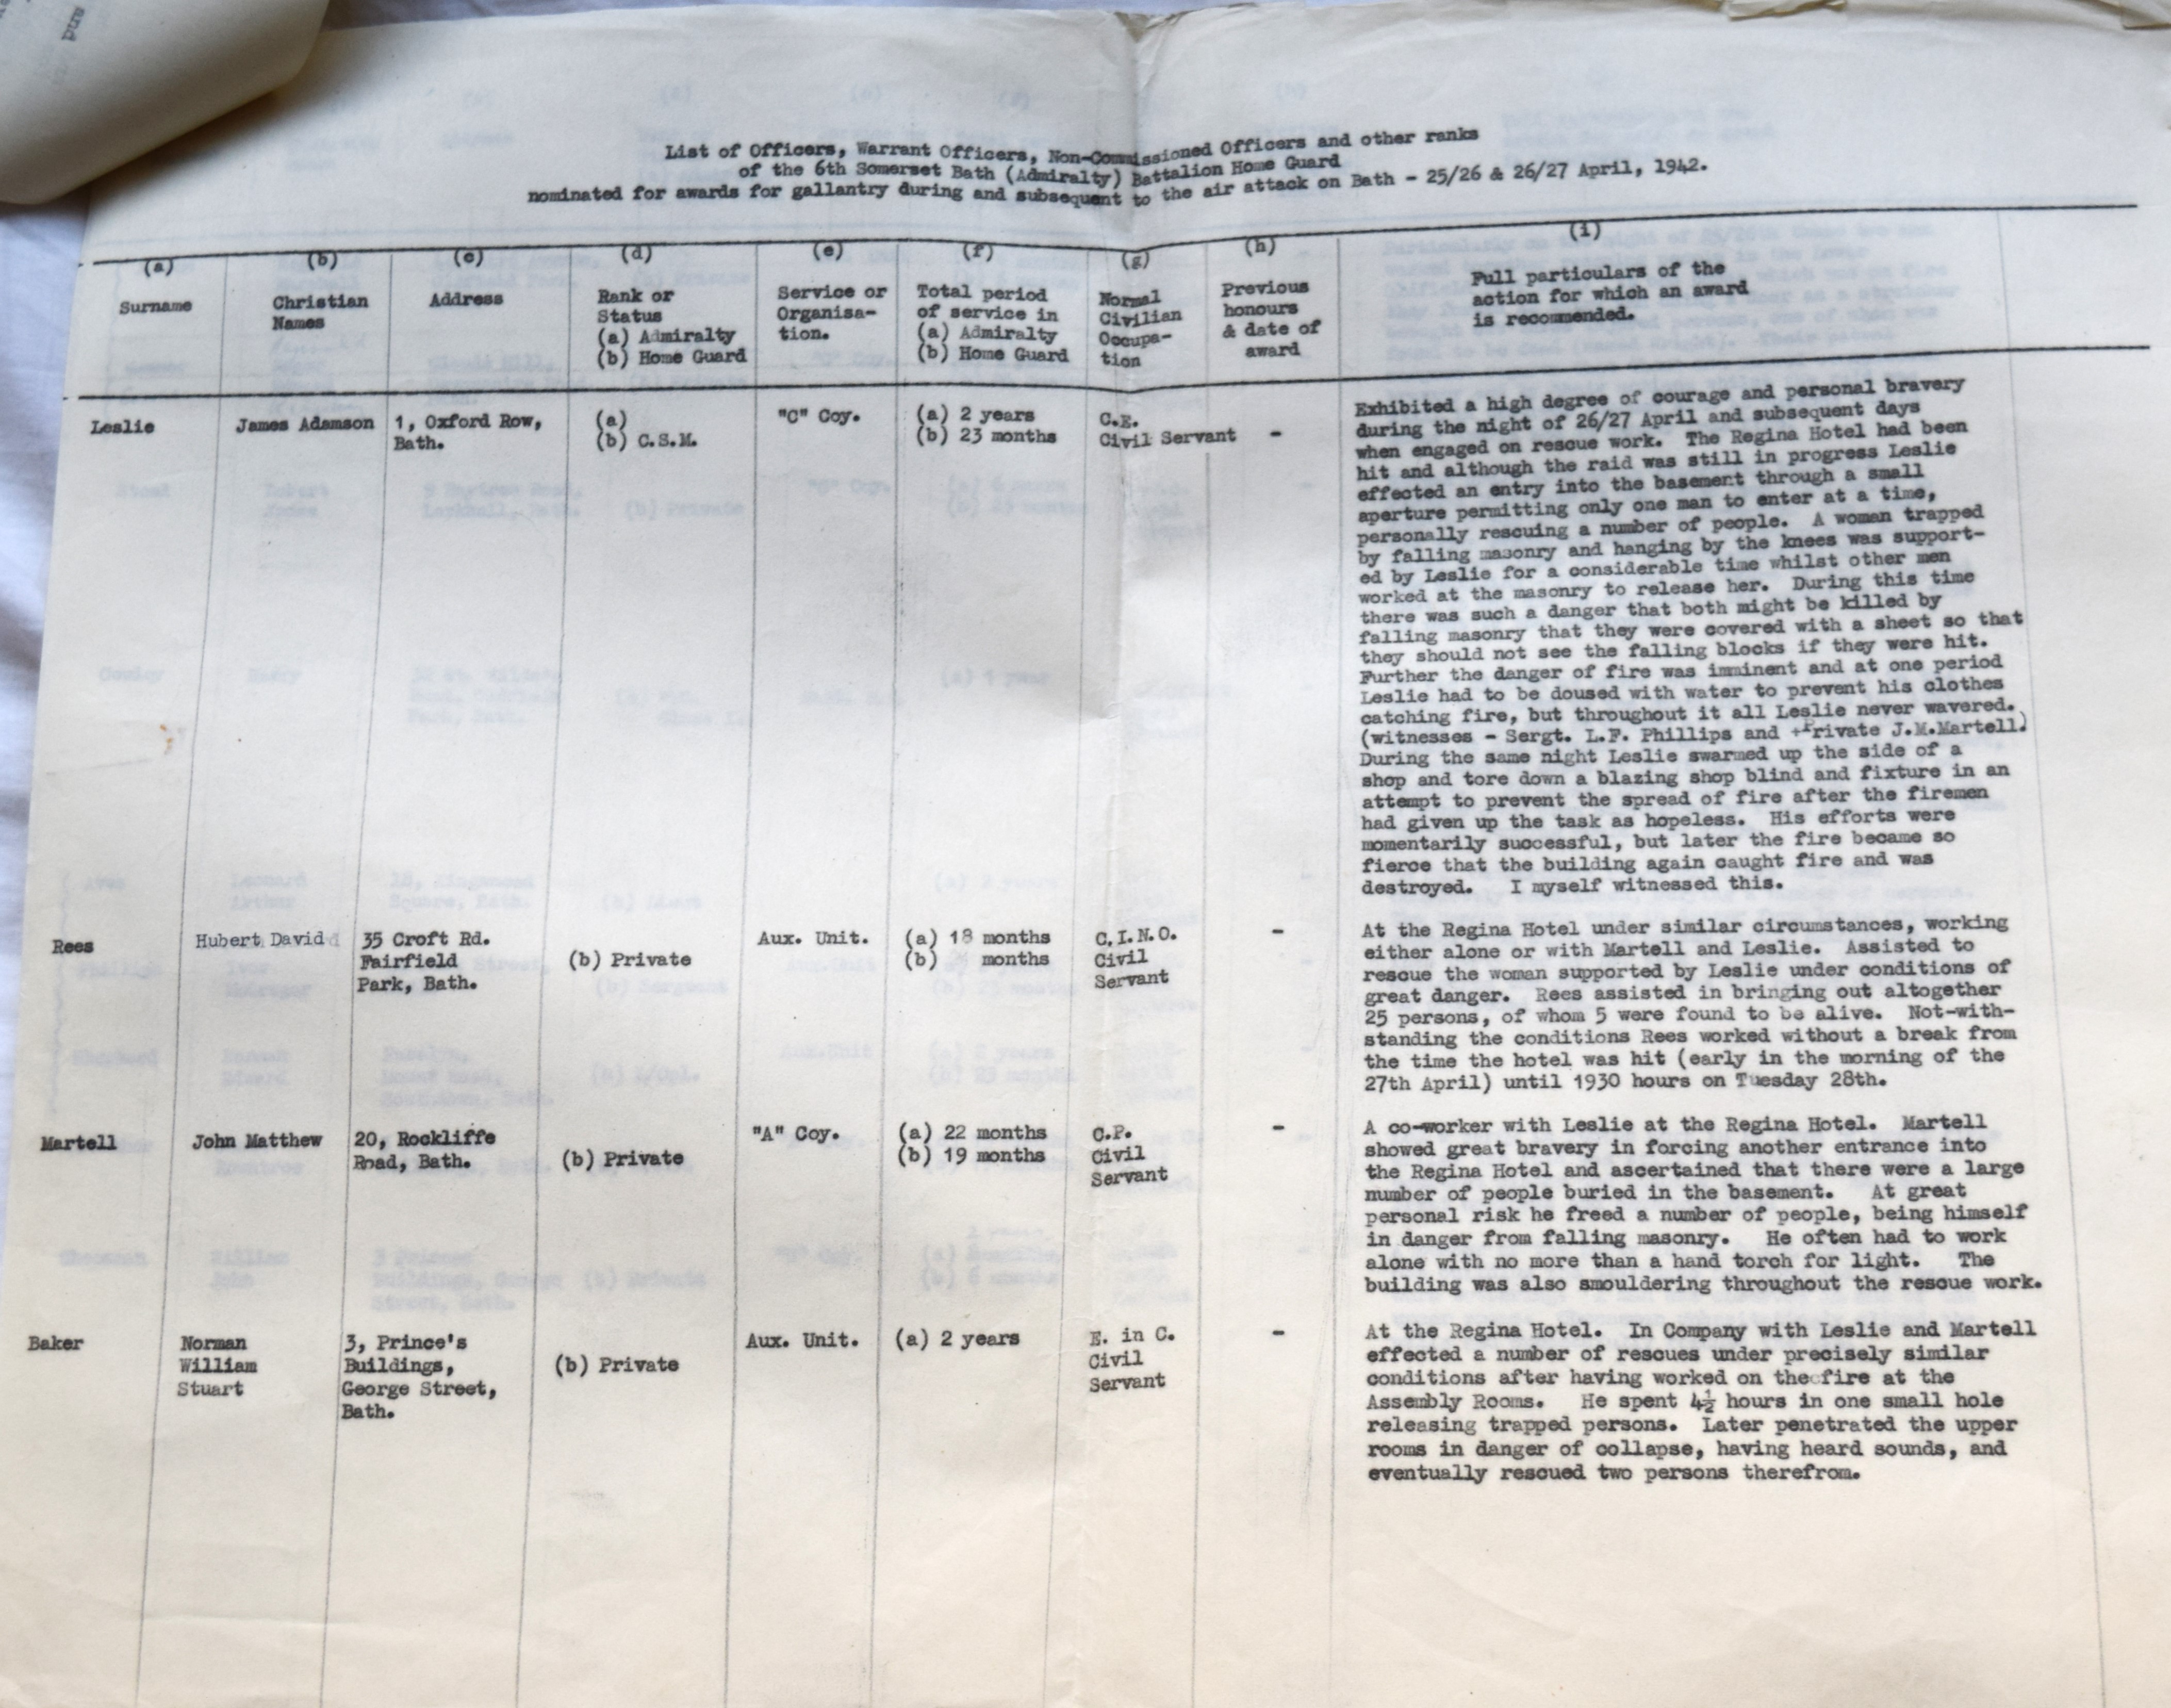 and
List of Officers, Warrant Officers, Non-Commissioned Officers and other ranks
of the 6th Somerset Bath (Admiralty) Battalion Home Guard
nominated for awards for gallantry during and subsequent to the air attack on Bath - 25/26 & 26/27 April, 1942.
(a) (b) (c) (d) (e) (f) (g) (h) (i)
Surname
Christian
Names
Address
Rank or
Status
(a) Admiralty
(b) Home Guard
Service or
Organisa-
tion.
Total period
of service in
(a) Admiralty
(b) Home Guard
Normal
Civilian
Occupa-
tion
Previous
honours
& date of
award
Full particulars of the
action for which an award
is recommended.
Leslie
James Adamson
1, Oxford Row,
Bath.
(a)
(b) C.S.M.
"C" Coy.
(a) 2 years
(b) 23 months
C.E.
Civil Servant
-
Exhibited a high degree of courage and personal bravery
during the night of 26/27 April and subsequent days
when engaged on rescue work. The Regina Hotel had been
hit and although the raid was still in progress Leslie
effected an entry into the basement through a small
aperture permitting only one man to enter at a time,
personally rescuing a number of people. A woman trapped
by falling masonry and hanging by the knees was support-
ed by Leslie for a considerable time whilst other men
worked at the masonry to release her. During this time
there was such a danger that both might be killed by
falling masonry that they were covered with a sheet so that
they should not see the falling blocks if they were hit.
Further the danger of fire was imminent and at one period
Leslie had to be doused with water to prevent his clothes
catching fire, but throughout it all Leslie never wavered.
(witnesses - Sergt. L.F. Phillips and +Private J.M.Martell.)
During the same night Leslie swarmed up the side of a
shop and tore down a blazing shop blind and fixture in an
attempt to prevent the spread of fire after the firemen
had given up the task as hopeless. His efforts were
momentarily successful, but later the fire became so
fierce that the building again caught fire and was
destroyed. I myself witnessed this.
Rees
Hubert David
35 Croft Rd.
Fairfield
Park, Bath.
(b) Private
Aux. Unit.
(a) 18 months
(b) months
C.I.N.O.
Civil
Servant
-
At the Regina Hotel under similar circumstances, working
either alone or with Martell and Leslie. Assisted to
rescue the woman supported by Leslie under conditions of
great danger. Rees assisted in bringing out altogether
25 persons, of whom 5 were found to be alive. Not-with-
standing the conditions Rees worked without a break from
the time the hotel was hit (early in the morning of the
27th April) until 1930 hours on Tuesday 28th.
Martell
John Matthew
20, Rockliffe
Road, Bath.
(b) Private
"A" Coy.
(a) 22 months
(b) 19 months
C.P.
Civil
Servant
-
A co-worker with Leslie at the Regina Hotel. Martell
showed great bravery in forcing another entrance into
the Regina Hotel and ascertained that there were a large
number of people buried in the basement. At great
personal risk he freed a number of people, being himself
in danger from falling masonry. He often had to work
alone with no more than a hand torch for light. The
building was also smouldering throughout the rescue work.
Baker
Norman
William
Stuart
3, Prince's
Buildings,
George Street,
Bath.
(b) Private
Aux. Unit.
(a) 2 years
E. in C.
Civil
Servant
-
At the Regina Hotel. In Company with Leslie and Martell
effected a number of rescues under precisely similar
conditions after having worked on the fire at the
Assembly Rooms. He spent 4½ hours in one small hole
releasing trapped persons. Later penetrated the upper
rooms in danger of collapse, having heard sounds, and
eventually rescued two persons therefrom.